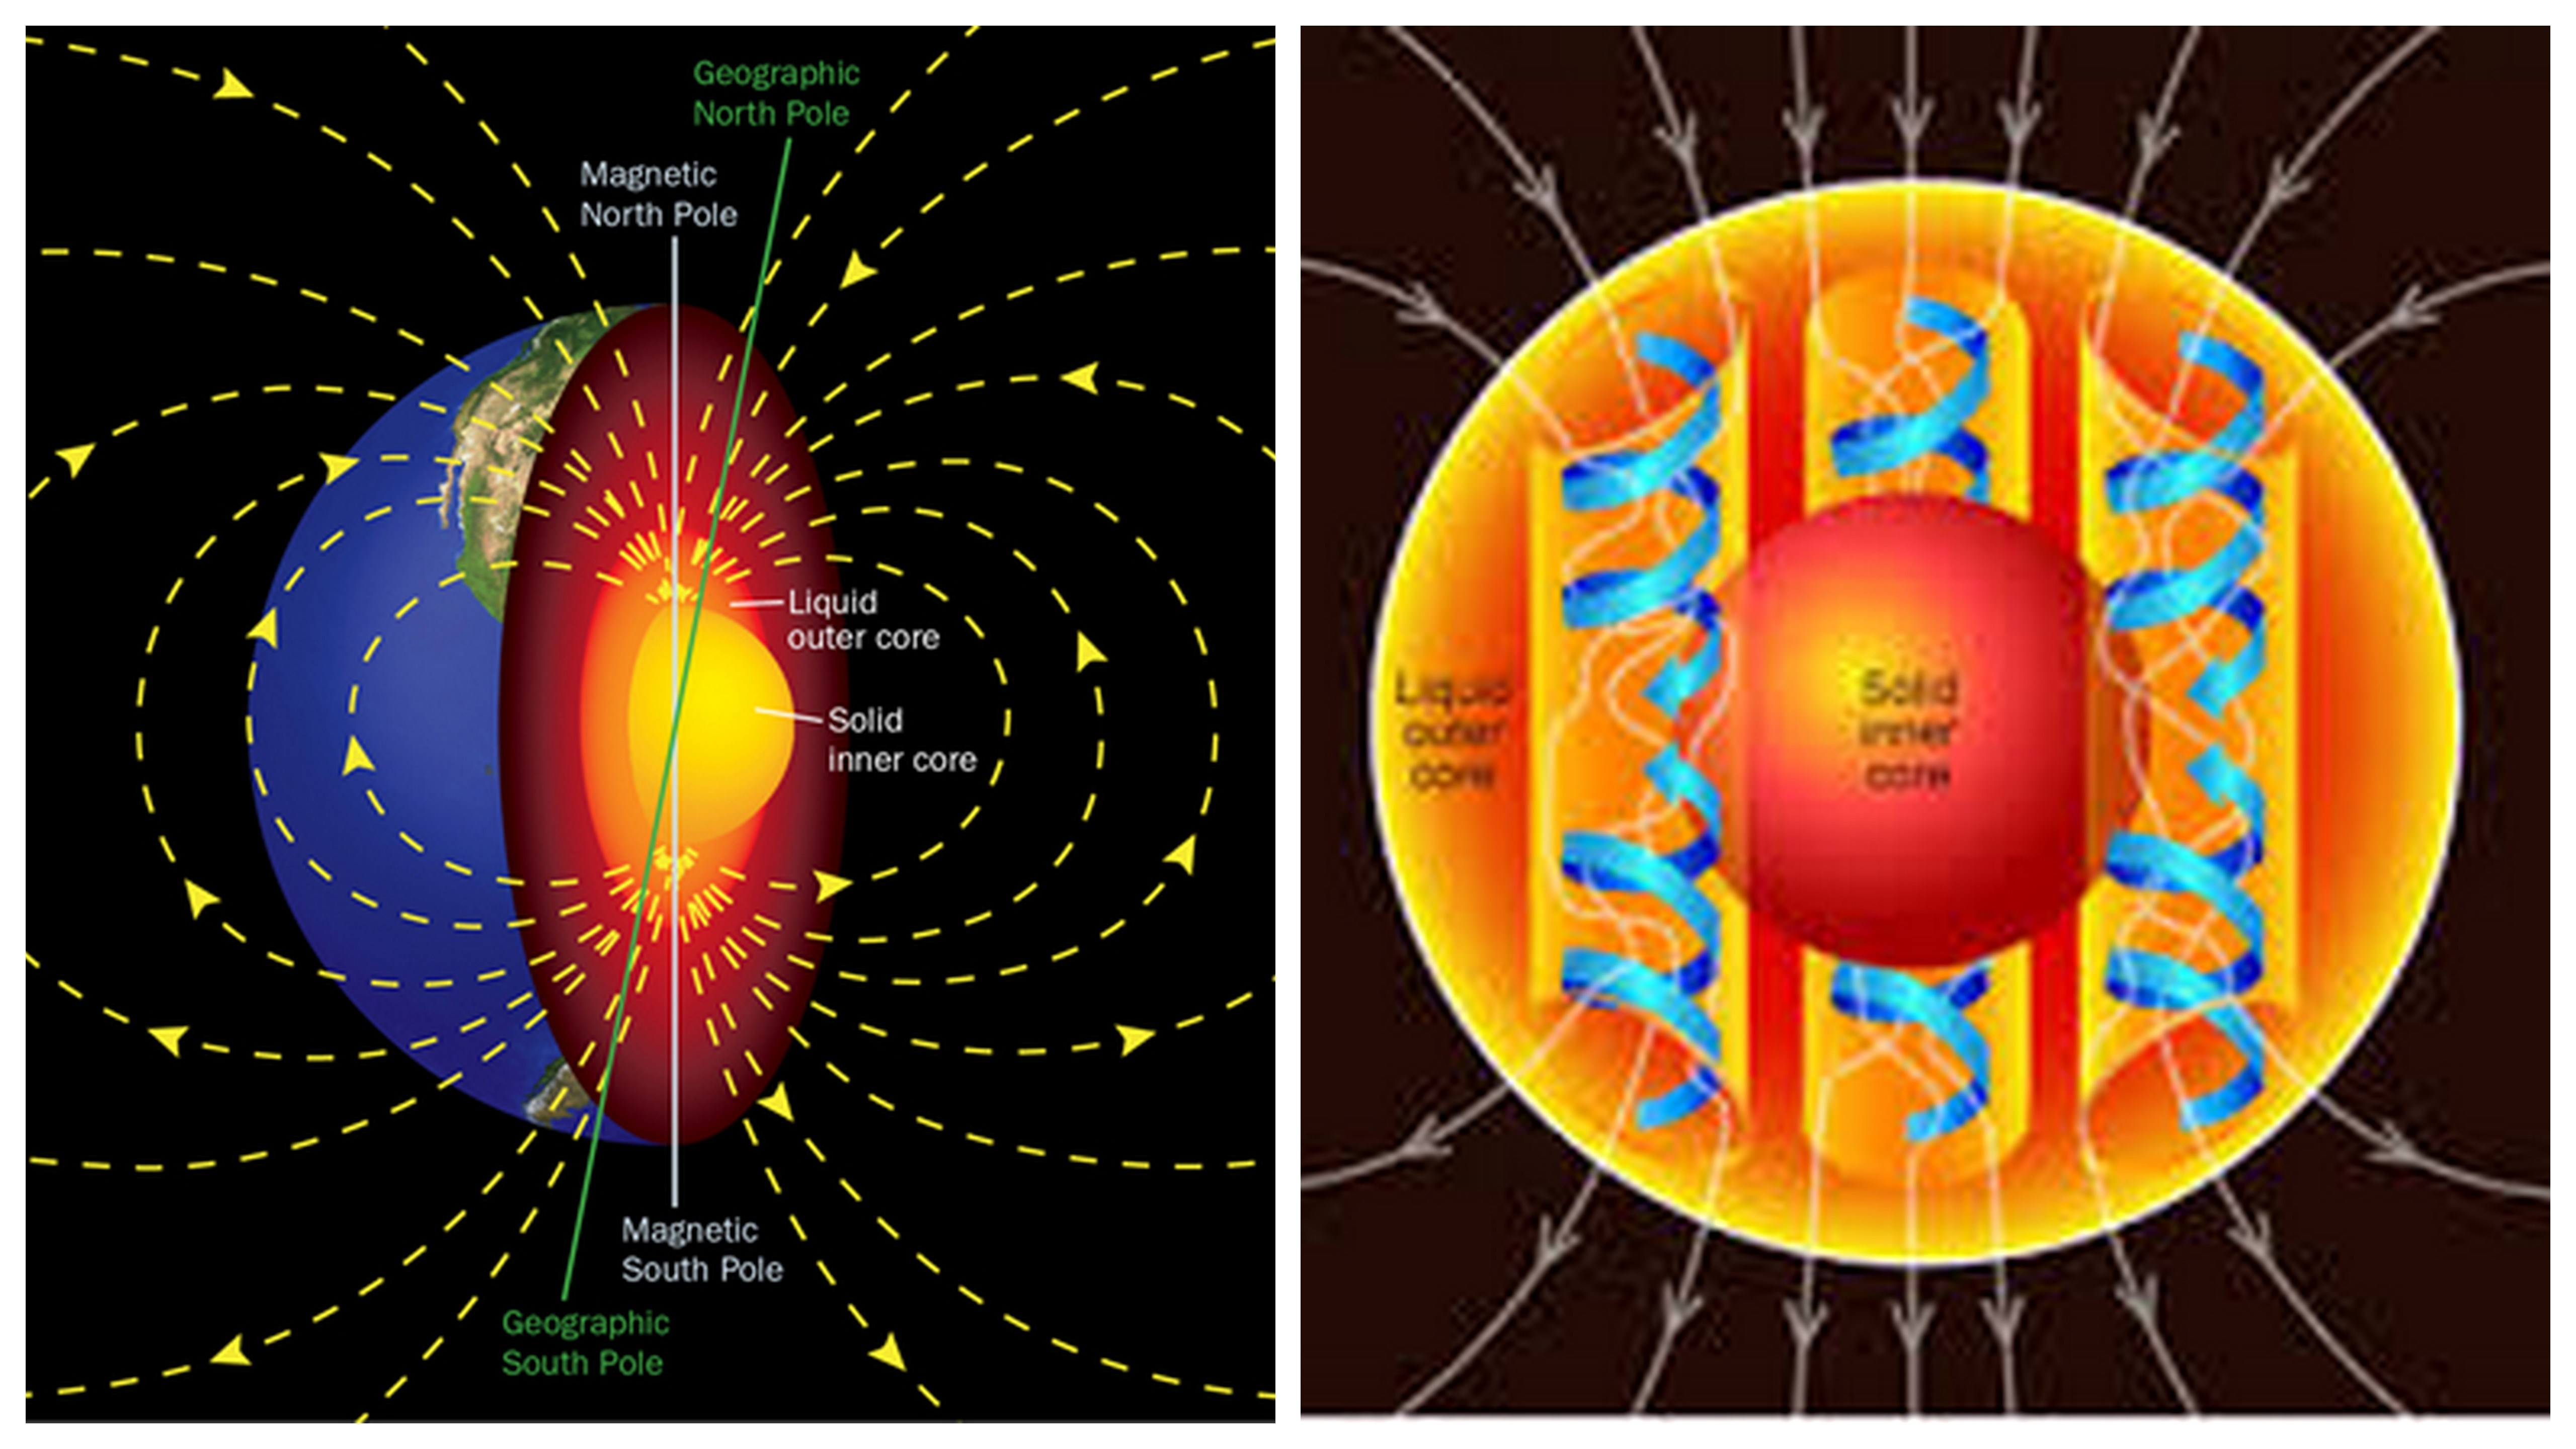 Geographic
North Pole
Magnetic
North Pole
Liquid
outer core
Solid
inner core
Magnetic
South Pole
Geographic
South Pole
Liquid
outer
core
Solid
inner
core